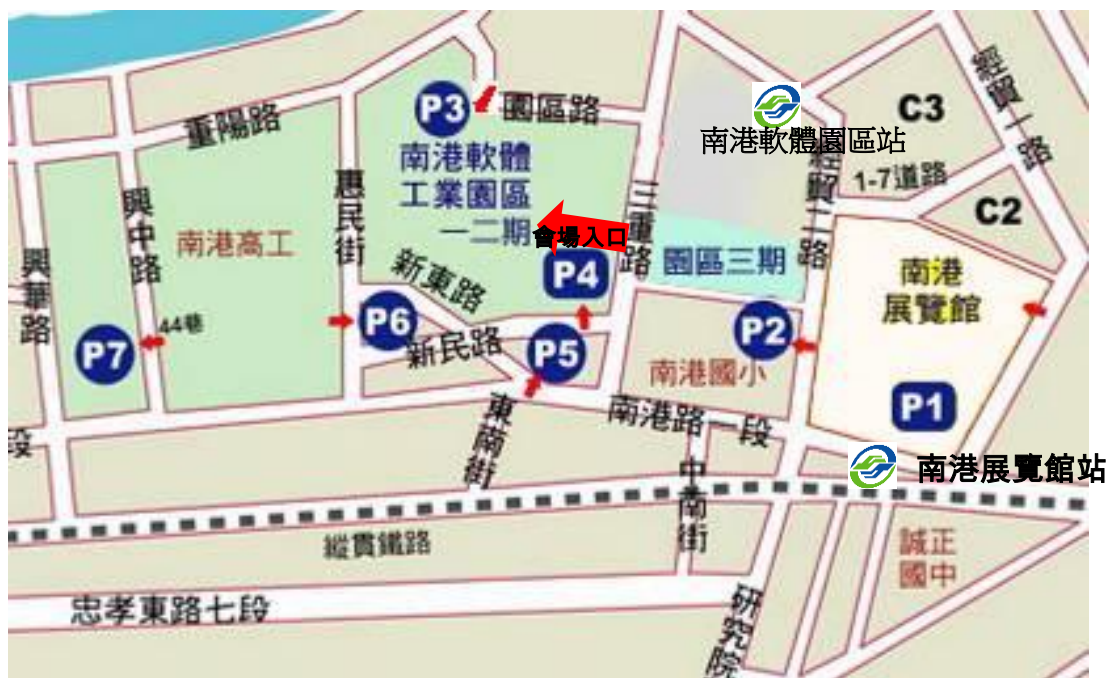 重陽路
P3
園區路
經貿一路
C3
南港軟體園區站
南港軟體
工業園區
一二期
會場入口
三重路
經貿二路
1-7道路
C2
惠民街
興中路
南港高工
新東路
P4
園區三期
南港
展覽館
興華路
P7
44巷
P6
新民路
P5
P2
南港國小
P1
段
東南街
南港路一段
南港展覽館站
中南街
縱貫鐵路
誠正
國中
忠孝東路七段
研究院